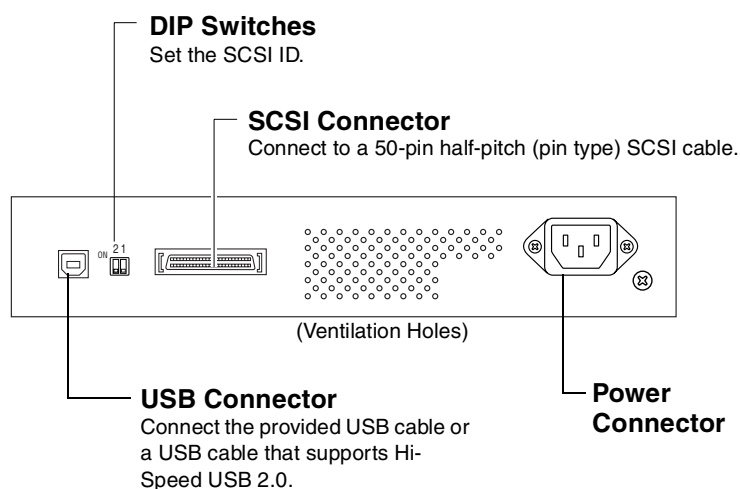 DIP Switches
Set the SCSI ID.
SCSI Connector
Connect to a 50-pin half-pitch (pin type) SCSI cable.
ON 2 1
(Ventilation Holes)
USB Connector
Connect the provided USB cable or
a USB cable that supports Hi-
Speed USB 2.0.
Power
Connector